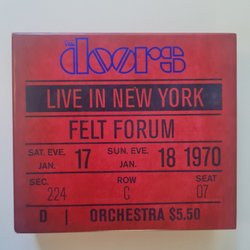 THE
doors
LIVE IN NEW YORK
FELT FORUM
SAT. EVE. JAN. 17 SUN. EVE. JAN. 18 1970
SEC. ROW SEAT
224 C 07
D | ORCHESTRA $5.50